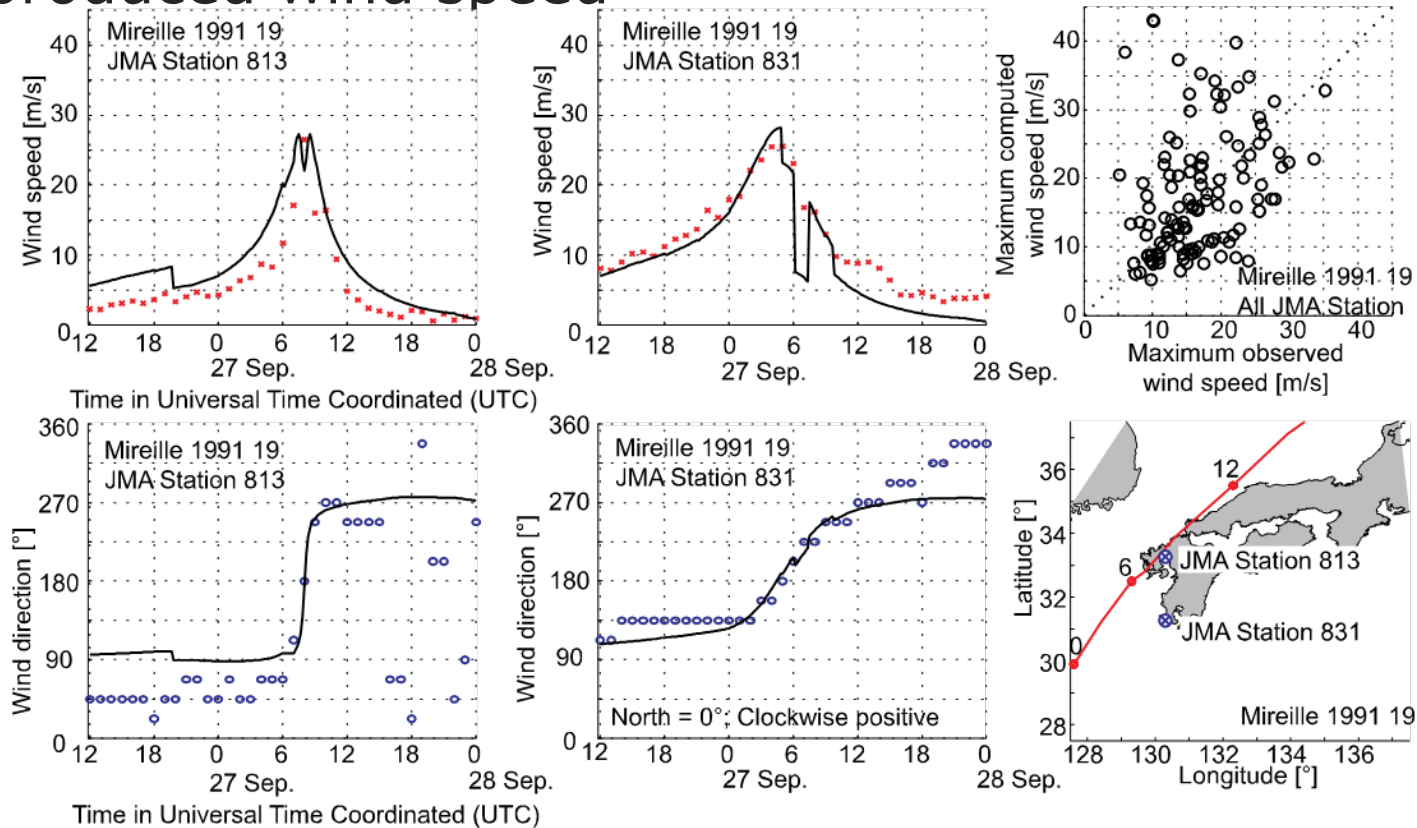 produced wind speed
Mireille 1991 19
JMA Station 813
Wind speed [m/s]
40
30
20
10
0
12 18 0 6 12 18 0
27 Sep. 28 Sep.
Time in Universal Time Coordinated (UTC)
Mireille 1991 19
JMA Station 831
Wind speed [m/s]
40
30
20
10
0
12 18 0 6 12 18 0
27 Sep. 28 Sep.
Maximum computed
wind speed [m/s]
40
30
20
10
0
Mireille 1991 19
All JMA Station
0 10 20 30 40
Maximum observed
wind speed [m/s]
Mireille 1991 19
JMA Station 813
Wind direction [°]
360
270
180
90
0
12 18 0 6 12 18 0
27 Sep. 28 Sep.
Time in Universal Time Coordinated (UTC)
Mireille 1991 19
JMA Station 831
Wind direction [°]
360
270
180
90
0
North = 0°; Clockwise positive
12 18 0 6 12 18 0
27 Sep. 28 Sep.
Latitude [°]
36
34
32
30
28
12
6
0
JMA Station 813
JMA Station 831
Mireille 1991 19
128 130 132 134 136
Longitude [°]